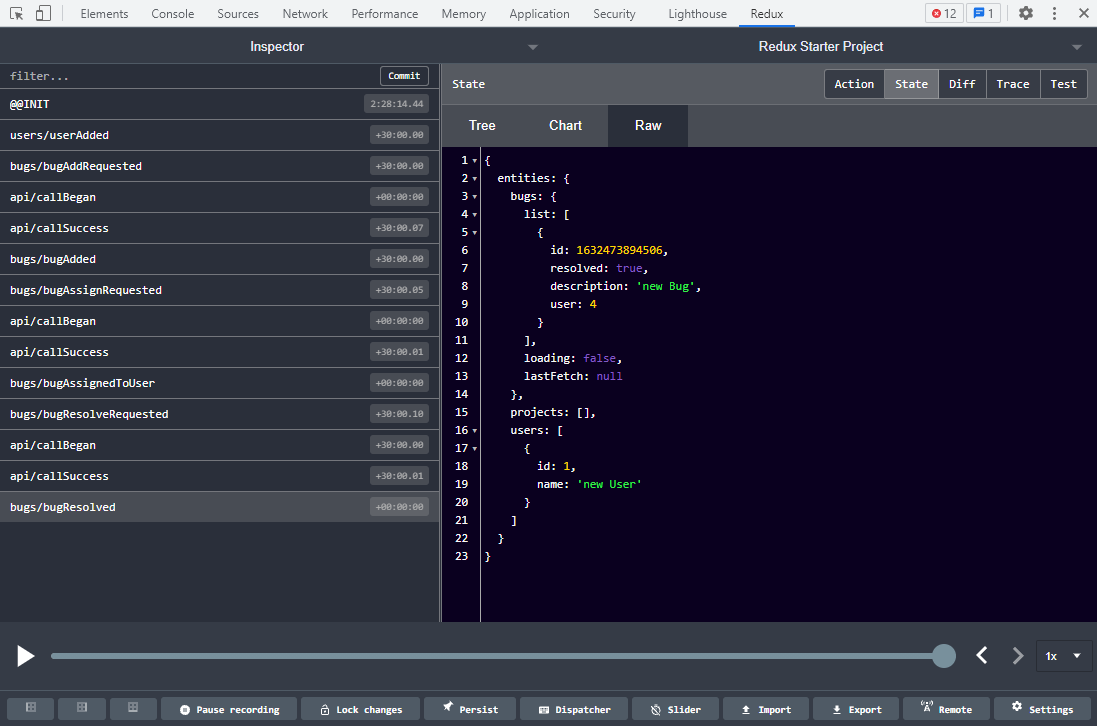 Elements Console Sources Network Performance Memory Application Security Lighthouse Redux 12 1
Inspector Redux Starter Project
filter... Commit
@@INIT 2:28:14.44
users/userAdded +30:00.00
bugs/bugAddRequested +30:00.00
api/callBegan +00:00:00
api/callSuccess +30:00.07
bugs/bugAdded +30:00.00
bugs/bugAssignRequested +30:00.05
api/callBegan +00:00:00
api/callSuccess +30:00.01
bugs/bugAssignedToUser +00:00:00
bugs/bugResolveRequested +30:00.10
api/callBegan +30:00.00
api/callSuccess +30:00.01
bugs/bugResolved +00:00:00
State Action State Diff Trace Test
Tree Chart Raw
1 {
2 entities: {
3 bugs: {
4 list: [
5 {
6 id: 1632473894506,
7 resolved: true,
8 description: 'new Bug',
9 user: 4
10 }
11 ],
12 loading: false,
13 lastFetch: null
14 },
15 projects: [],
16 users: [
17 {
18 id: 1,
19 name: 'new User'
20 }
21 ]
22 }
23 }
1x
Pause recording Lock changes Persist Dispatcher Slider Import Export Remote Settings